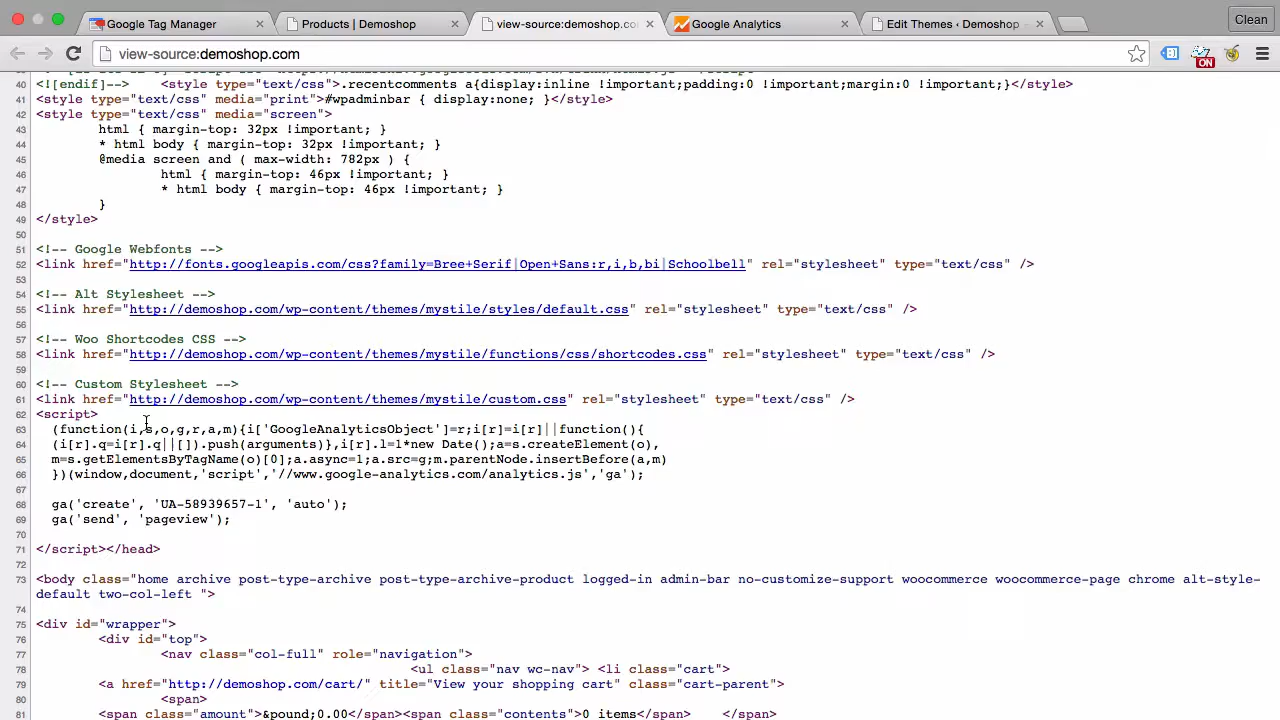 Google Tag Manager
Products | Demoshop
view-source:demoshop.co
Google Analytics
Edit Themes ‹ Demoshop
Clean
view-source:demoshop.com
ON
40 <![endif]--> <style type="text/css">.recentcomments a{display:inline !important;padding:0 !important;margin:0 !important;}</style>
41 <style type="text/css" media="print">#wpadminbar { display:none; }</style>
42 <style type="text/css" media="screen">
43 html { margin-top: 32px !important; }
44 * html body { margin-top: 32px !important; }
45 @media screen and ( max-width: 782px ) {
46 html { margin-top: 46px !important; }
47 * html body { margin-top: 46px !important; }
48 }
49 </style>
50
51 <!-- Google Webfonts -->
52 <link href="http://fonts.googleapis.com/css?family=Bree+Serif|Open+Sans:r,i,b,bi|Schoolbell" rel="stylesheet" type="text/css" />
53
54 <!-- Alt Stylesheet -->
55 <link href="http://demoshop.com/wp-content/themes/mystile/styles/default.css" rel="stylesheet" type="text/css" />
56
57 <!-- Woo Shortcodes CSS -->
58 <link href="http://demoshop.com/wp-content/themes/mystile/functions/css/shortcodes.css" rel="stylesheet" type="text/css" />
59
60 <!-- Custom Stylesheet -->
61 <link href="http://demoshop.com/wp-content/themes/mystile/custom.css" rel="stylesheet" type="text/css" />
62 <script>
63 (function(i,s,o,g,r,a,m){i['GoogleAnalyticsObject']=r;i[r]=i[r]||function(){
64 (i[r].q=i[r].q||[]).push(arguments)},i[r].l=1*new Date();a=s.createElement(o),
65 m=s.getElementsByTagName(o)[0];a.async=1;a.src=g;m.parentNode.insertBefore(a,m)
66 })(window,document,'script','//www.google-analytics.com/analytics.js','ga');
67
68 ga('create', 'UA-58939657-1', 'auto');
69 ga('send', 'pageview');
70
71 </script></head>
72
73 <body class="home archive post-type-archive post-type-archive-product logged-in admin-bar no-customize-support woocommerce woocommerce-page chrome alt-style-
default two-col-left ">
74
75 <div id="wrapper">
76 <div id="top">
77 <nav class="col-full" role="navigation">
78 <ul class="nav wc-nav"> <li class="cart">
79 <a href="http://demoshop.com/cart/" title="View your shopping cart" class="cart-parent">
80 <span>
81 <span class="amount">&pound;0.00</span><span class="contents">0 items</span> </span>